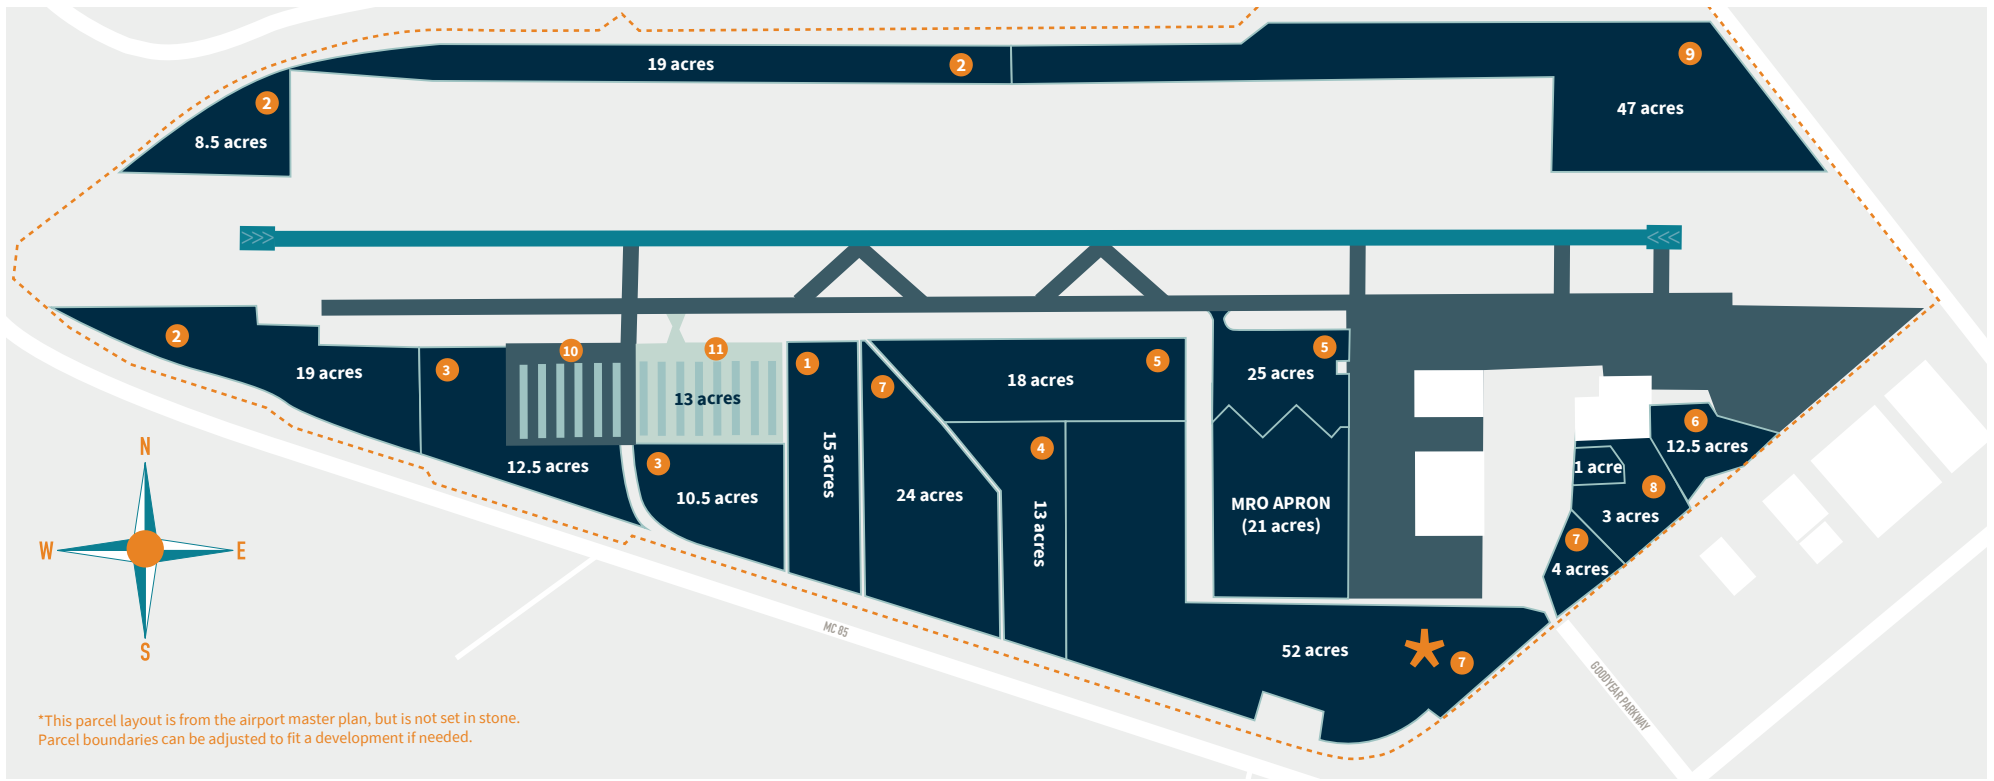 19 acres
2
9
2
8.5 acres
47 acres
>>>
<<<
2
19 acres
3
10
11
13 acres
1
7
18 acres
5
5
25 acres
6
12.5 acres
12.5 acres
3
10.5 acres
15 acres
24 acres
4
13 acres
MRO APRON
(21 acres)
1 acre
8
3 acres
7
4 acres
52 acres
*
7
N
W
E
S
MC 85
GOODYEAR PARKWAY
*This parcel layout is from the airport master plan, but is not set in stone.
Parcel boundaries can be adjusted to fit a development if needed.